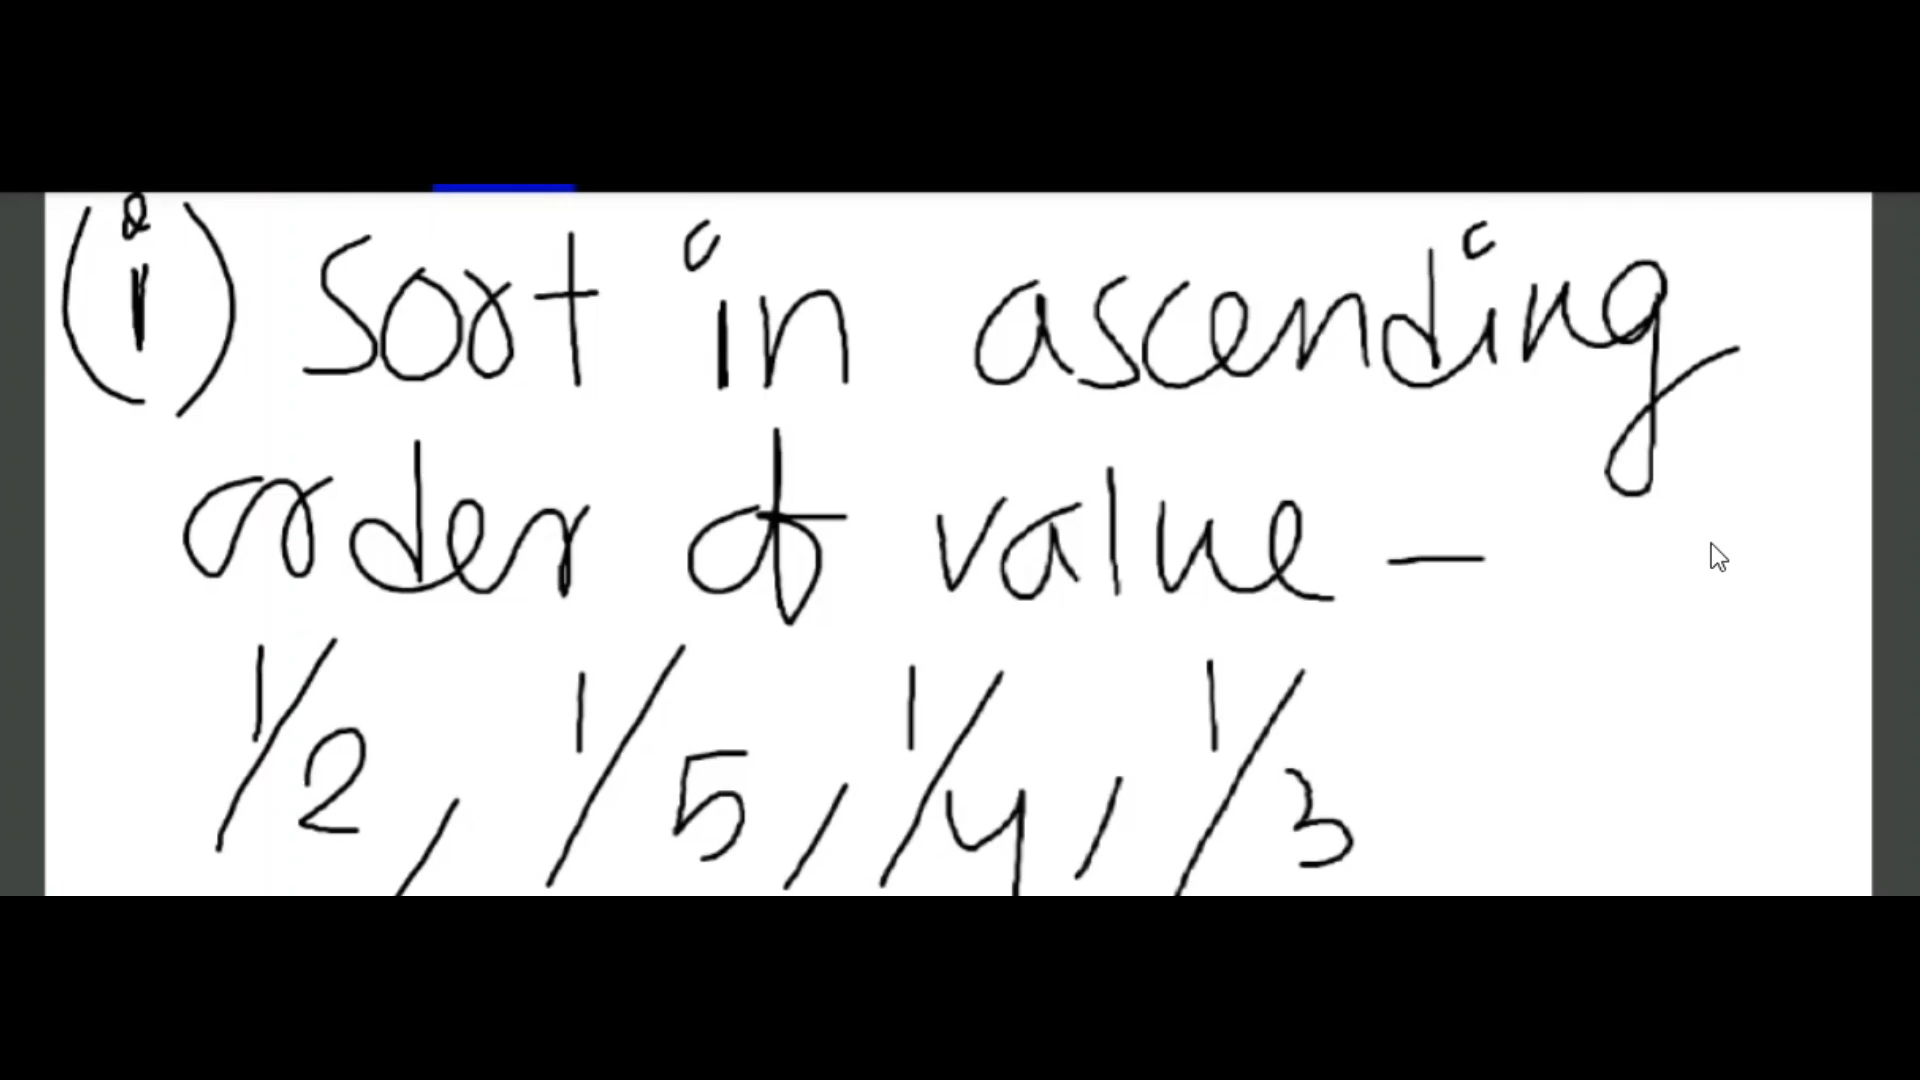 (i) Sort in ascending
order of value -
1/2, 1/5, 1/4, 1/3